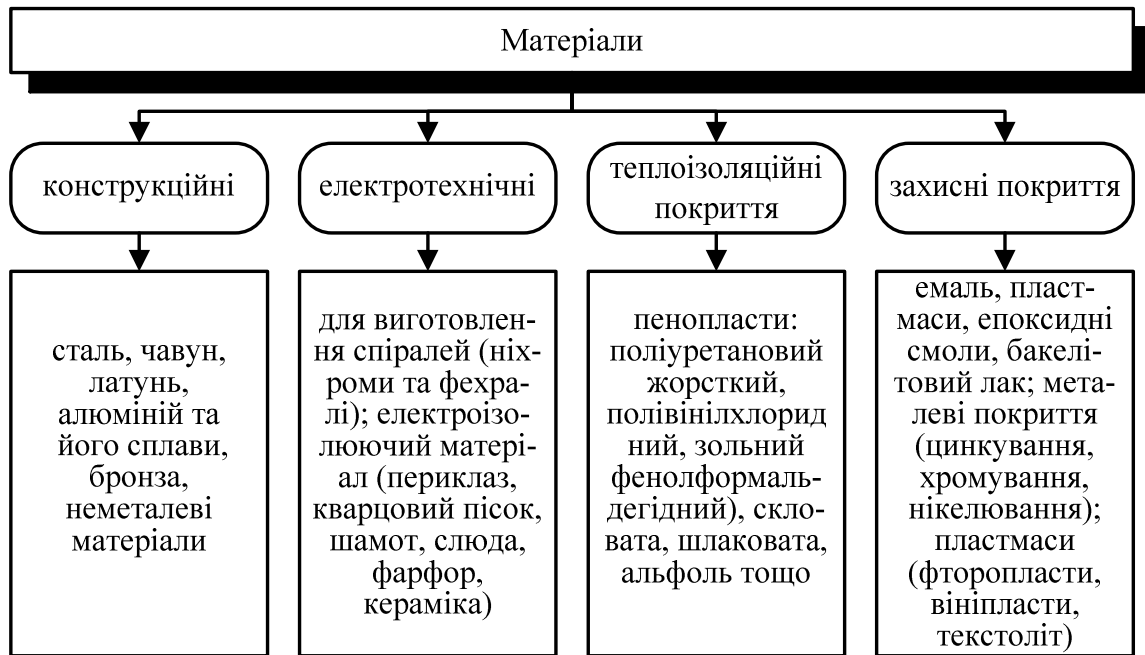 Матеріали
конструкційні
електротехнічні
теплоізоляційні
покриття
захисні покриття
сталь, чавун,
латунь,
алюміній та
його сплави,
бронза,
неметалеві
матеріали
для виготовлен-
ня спіралей (ніх-
роми та фехра-
лі); електроізо-
люючий матері-
ал (периклаз,
кварцовий пісок,
шамот, слюда,
фарфор,
кераміка)
пенопласти:
поліуретановий
жорсткий,
полівінілхлорид
ний, зольний
фенолформаль-
дегідний), скло-
вата, шлаковата,
альфоль тощо
емаль, пласт-
маси, епоксидні
смоли, бакелі-
товий лак; мета-
леві покриття
(цинкування,
хромування,
нікелювання);
пластмаси
(фторопласти,
вініпласти,
текстоліт)